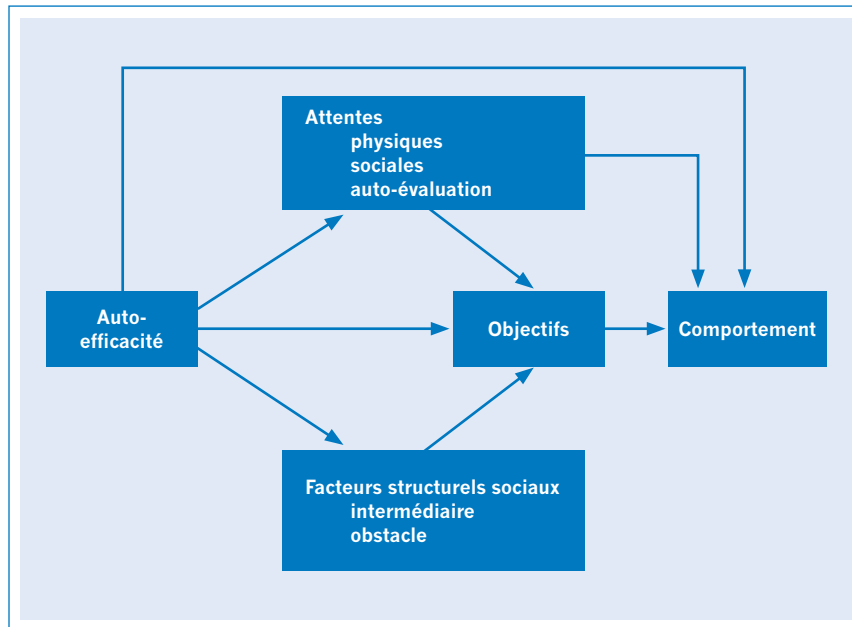 Attentes
physiques
sociales
auto-évaluation
Auto-
efficacité
Objectifs
Comportement
Facteurs structurels sociaux
intermédiaire
obstacle